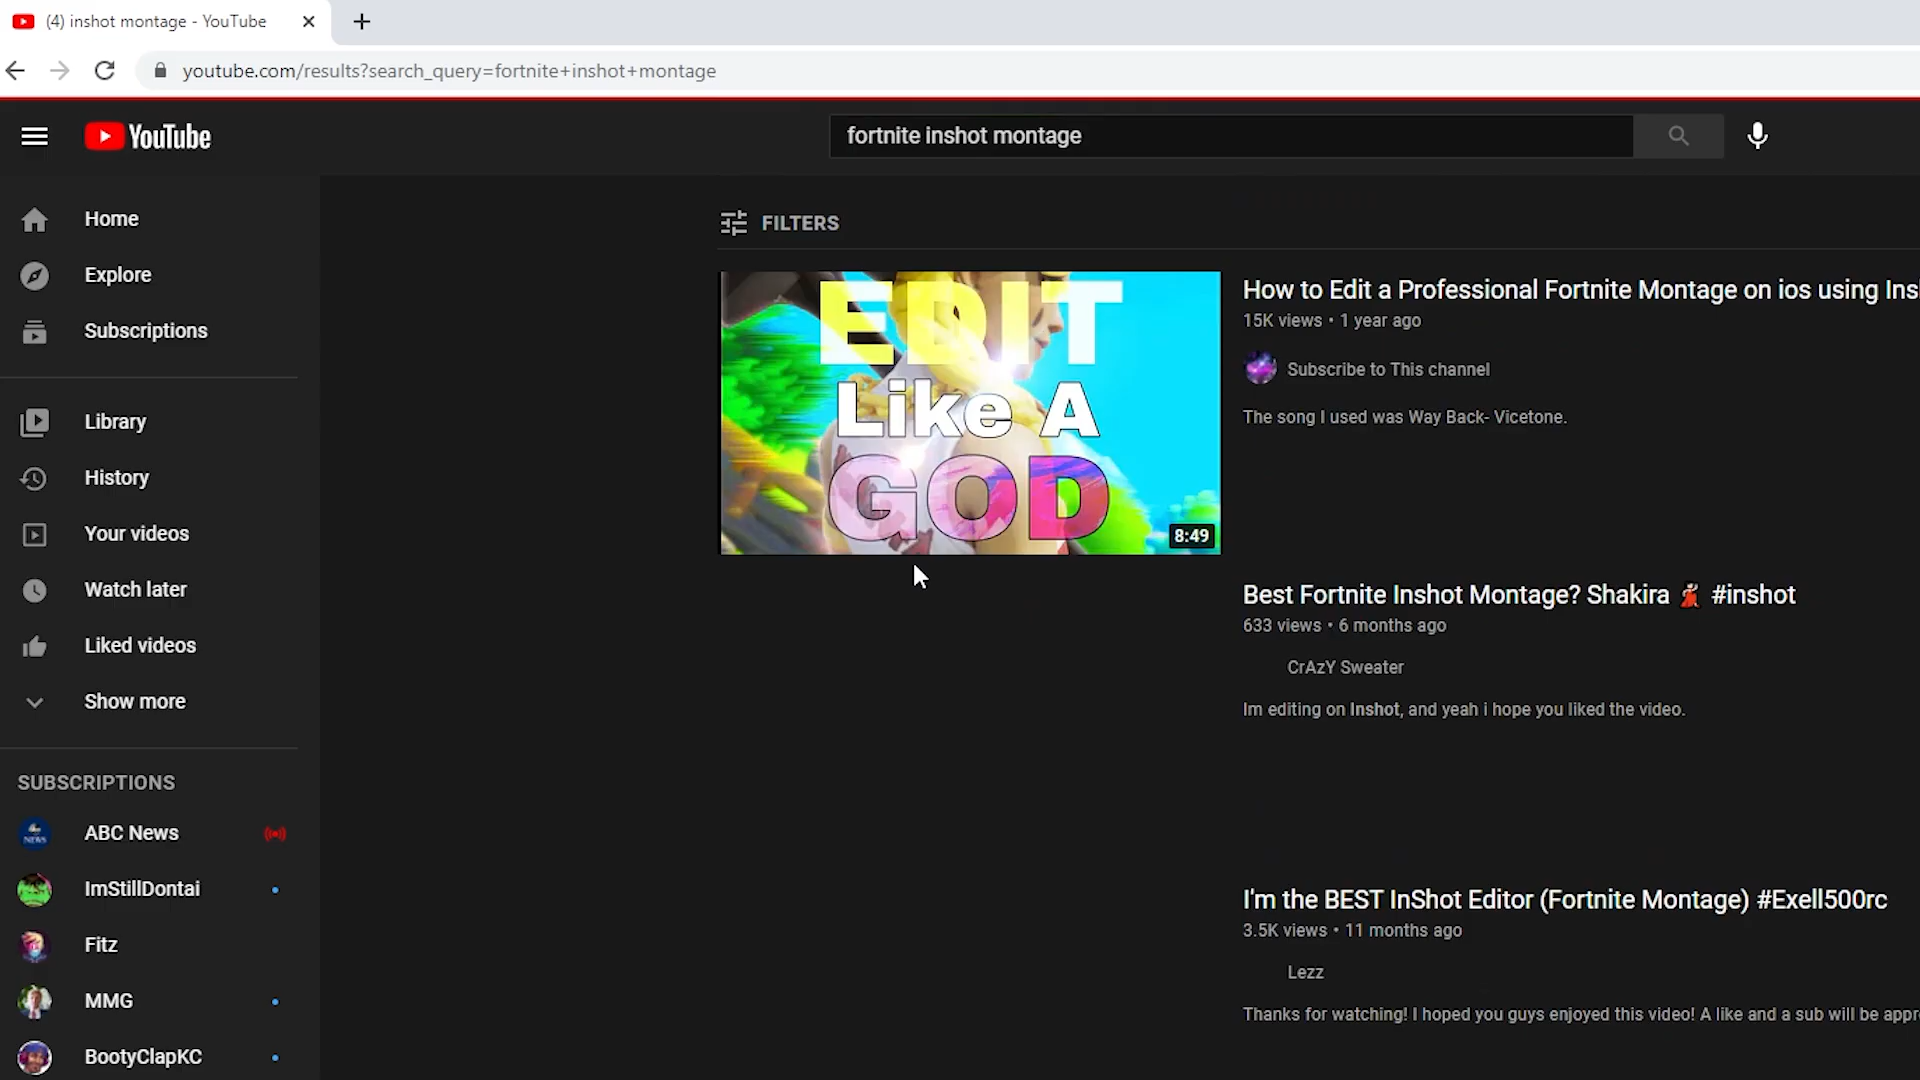 (4) inshot montage - YouTube
youtube.com/results?search_query=fortnite+inshot+montage
YouTube
fortnite inshot montage
Home
Explore
Subscriptions
Library
History
Your videos
Watch later
Liked videos
Show more
SUBSCRIPTIONS
ABC News
NEWS
ImStillDontai
Fitz
MMG
BootyClapKC
FILTERS
EDIT
Like A
GOD
8:49
How to Edit a Professional Fortnite Montage on ios using Ins
15K views • 1 year ago
Subscribe to This channel
The song I used was Way Back- Vicetone.
Best Fortnite Inshot Montage? Shakira 💃 #inshot
633 views • 6 months ago
CrAzY Sweater
Im editing on Inshot, and yeah i hope you liked the video.
I'm the BEST InShot Editor (Fortnite Montage) #Exell500rc
3.5K views • 11 months ago
Lezz
Thanks for watching! I hoped you guys enjoyed this video! A like and a sub will be appr